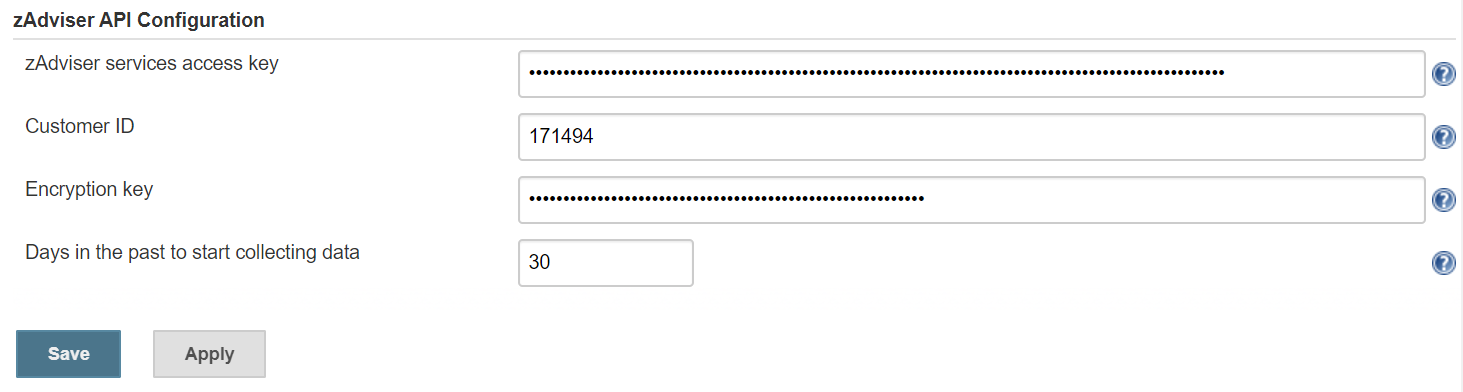 zAdviser API Configuration
zAdviser services access key
Customer ID
171494
Encryption key
Days in the past to start collecting data
30
Save Apply